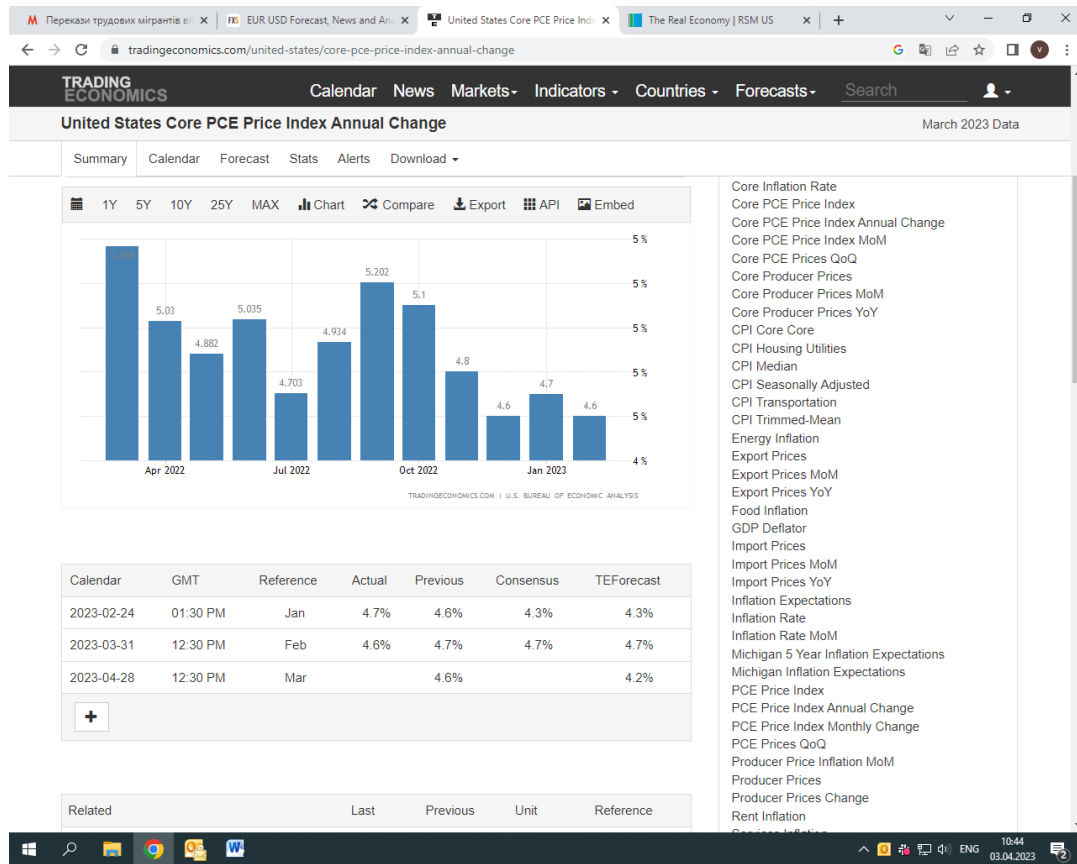 Перекази трудових мігрантів вп
EUR USD Forecast, News and Ana
United States Core PCE Price Inde
The Real Economy | RSM US
tradingeconomics.com/united-states/core-pce-price-index-annual-change
TRADING
ECONOMICS
Calendar News Markets Indicators Countries Forecasts Search
United States Core PCE Price Index Annual Change
March 2023 Data
Summary Calendar Forecast Stats Alerts Download
1Y 5Y 10Y 25Y MAX Chart Compare Export API Embed
5 %
5 %
5 %
5 %
5 %
4 %
5.03
4.882
5.035
4.703
4.934
5.202
5.1
4.8
4.6
4.7
4.6
Apr 2022 Jul 2022 Oct 2022 Jan 2023
TRADINGECONOMICS.COM | U.S. BUREAU OF ECONOMIC ANALYSIS
Calendar GMT Reference Actual Previous Consensus TEForecast
2023-02-24 01:30 PM Jan 4.7% 4.6% 4.3% 4.3%
2023-03-31 12:30 PM Feb 4.6% 4.7% 4.7% 4.7%
2023-04-28 12:30 PM Mar 4.6% 4.2%
Related Last Previous Unit Reference
Core Inflation Rate
Core PCE Price Index
Core PCE Price Index Annual Change
Core PCE Price Index MoM
Core PCE Prices QoQ
Core Producer Prices
Core Producer Prices MoM
Core Producer Prices YoY
CPI Core Core
CPI Housing Utilities
CPI Median
CPI Seasonally Adjusted
CPI Transportation
CPI Trimmed-Mean
Energy Inflation
Export Prices
Export Prices MoM
Export Prices YoY
Food Inflation
GDP Deflator
Import Prices
Import Prices MoM
Import Prices YoY
Inflation Expectations
Inflation Rate
Inflation Rate MoM
Michigan 5 Year Inflation Expectations
Michigan Inflation Expectations
PCE Price Index
PCE Price Index Annual Change
PCE Price Index Monthly Change
PCE Prices QoQ
Producer Price Inflation MoM
Producer Prices
Producer Prices Change
Rent Inflation
ENG
10:44
03.04.2023